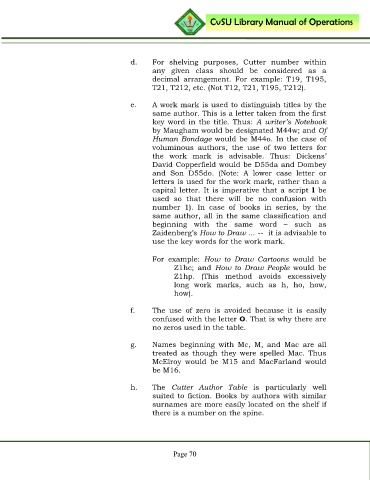 CvSU Library Manual of Operations
d. For shelving purposes, Cutter number within
any given class should be considered as a
decimal arrangement. For example: T19, T195,
T21, T212, etc. (Not T12, T21, T195, T212).
e. A work mark is used to distinguish titles by the
same author. This is a letter taken from the first
key word in the title. Thus: A writer's Notebook
by Maugham would be designated M44w; and Of
Human Bondage would be M44o. In the case of
voluminous authors, the use of two letters for
the work mark is advisable. Thus: Dickens'
David Copperfield would be D55da and Dombey
and Son D55do. (Note: A lower case letter or
letters is used for the work mark, rather than a
capital letter. It is imperative that a script l be
used so that there will be no confusion with
number 1). In case of books in series, by the
same author, all in the same classification and
beginning with the same word – such as
Zaidenberg's How to Draw ... -- it is advisable to
use the key words for the work mark.
For example: How to Draw Cartoons would be
Z1hc; and How to Draw People would be
Z1hp. (This method avoids excessively
long work marks, such as h, ho, how,
how).
f. The use of zero is avoided because it is easily
confused with the letter O. That is why there are
no zeros used in the table.
g. Names beginning with Mc, M, and Mac are all
treated as though they were spelled Mac. Thus
McElroy would be M15 and MacFarland would
be M16.
h. The Cutter Author Table is particularly well
suited to fiction. Books by authors with similar
surnames are more easily located on the shelf if
there is a number on the spine.
Page 70